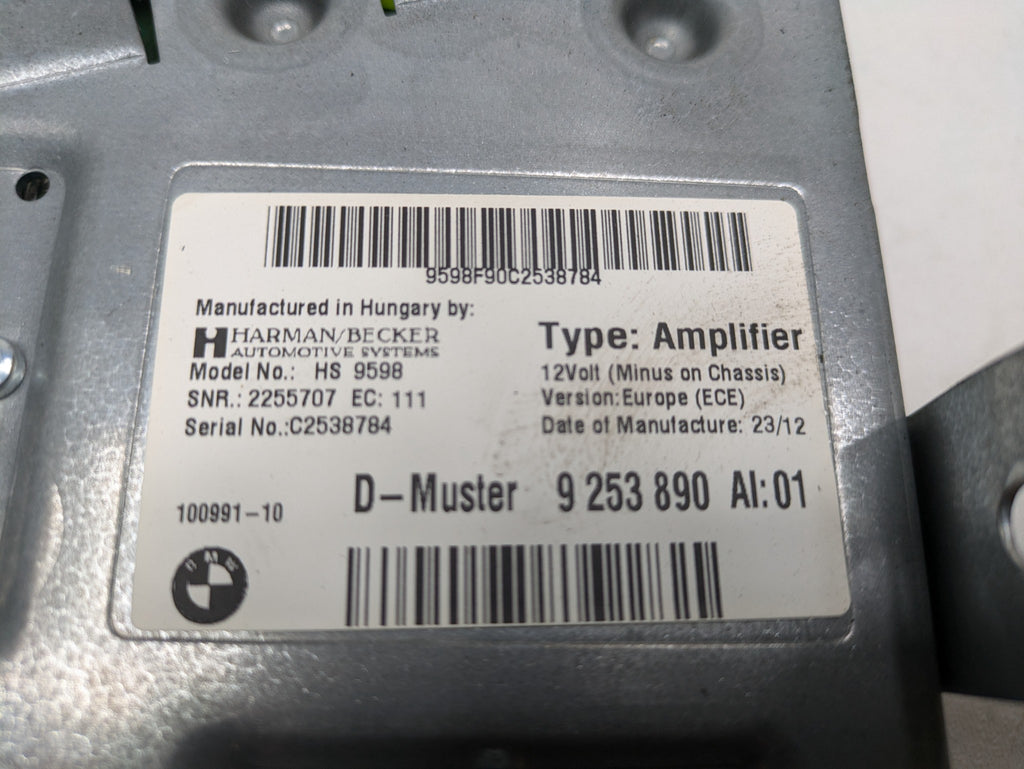 9598F90C2538784
Manufactured in Hungary by:
HARMAN/BECKER
AUTOMOTIVE SYSTEMS
Model No.: HS 9598
SNR.: 2255707 EC: 111
Serial No.:C2538784
Type: Amplifier
12Volt (Minus on Chassis)
Version: Europe (ECE)
Date of Manufacture: 23/12
100991-10
D-Muster 9 253 890 AI:01
BMW